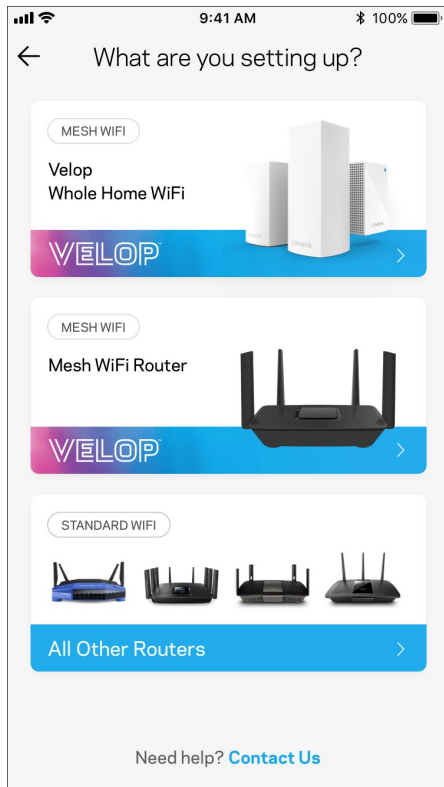 9:41 AM
100%
What are you setting up?
MESH WIFI
Velop
Whole Home WiFi
VELOP
MESH WIFI
Mesh WiFi Router
VELOP
STANDARD WIFI
All Other Routers
Need help? Contact Us